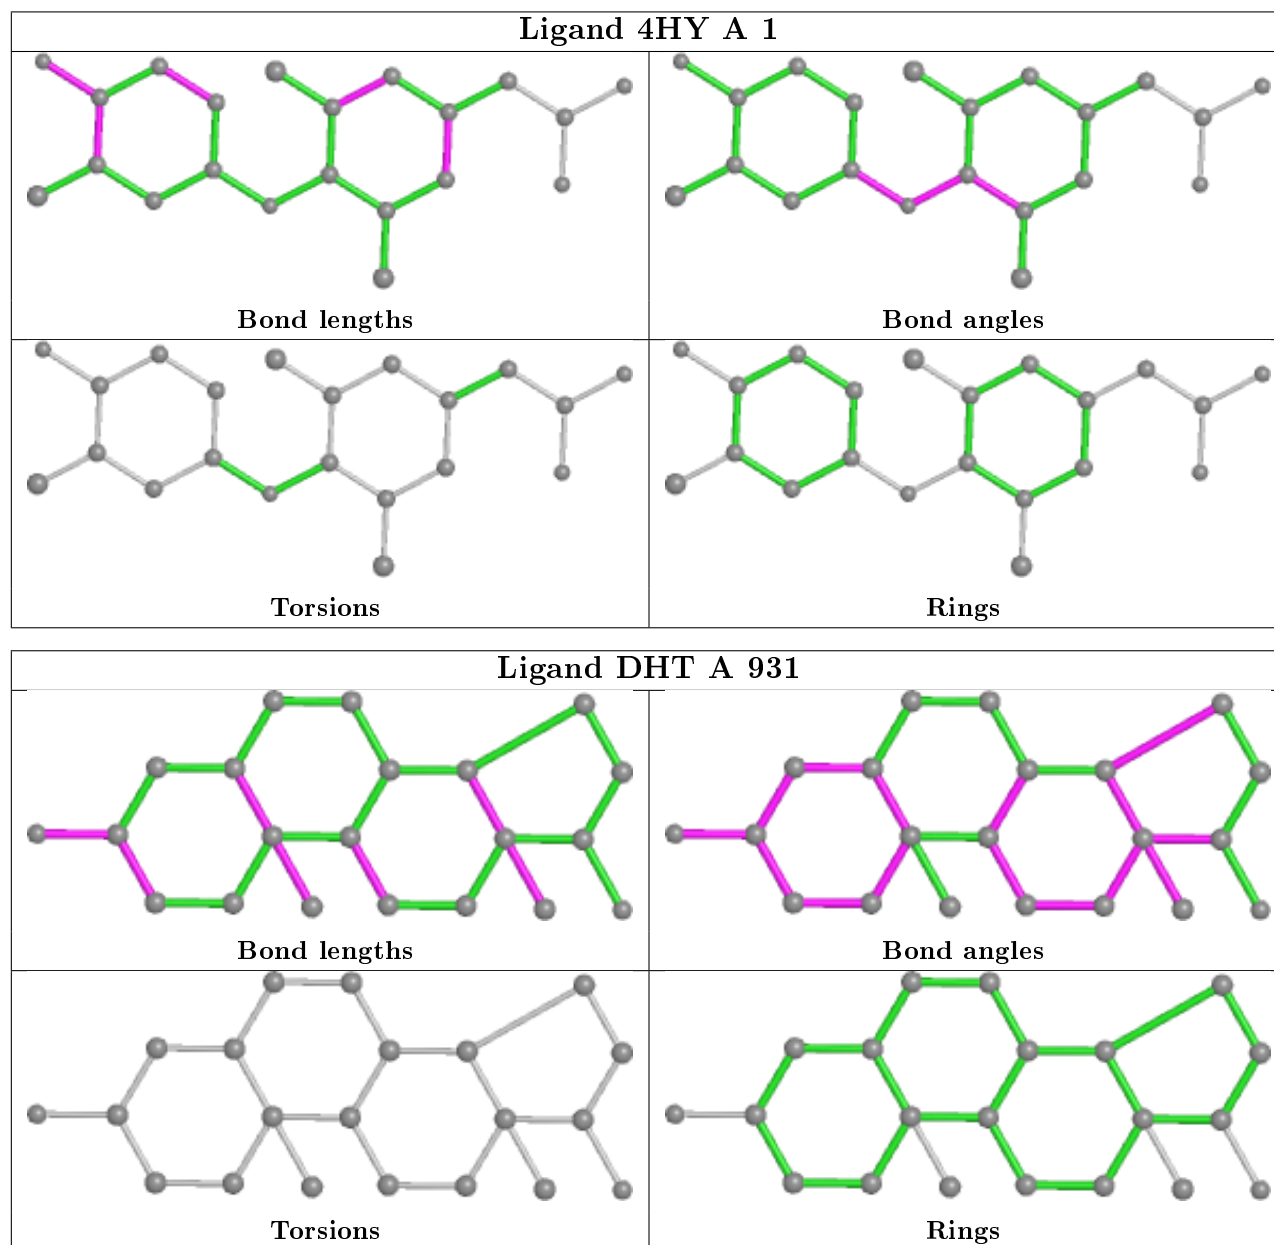 Ligand 4HY A 1
Bond lengths
Bond angles
Torsions
Rings
Ligand DHT A 931
Bond lengths
Bond angles
Torsions
Rings